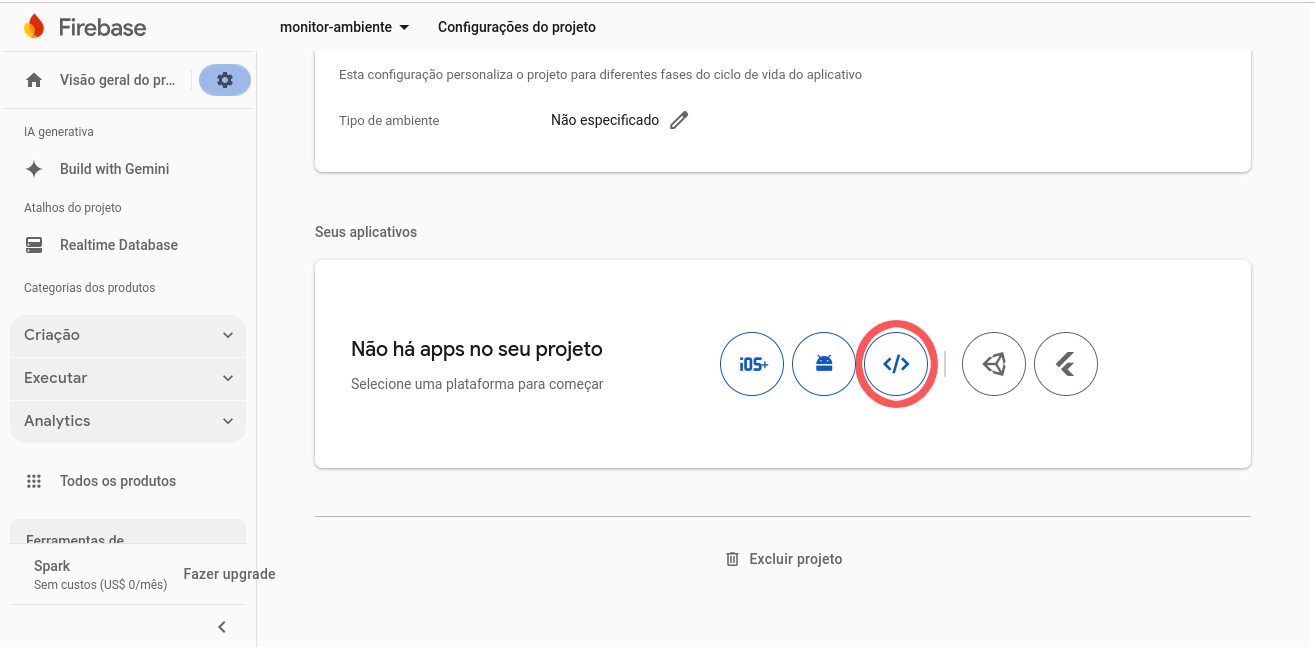 Firebase
monitor-ambiente
Configurações do projeto
Visão geral do pr...
IA generativa
Build with Gemini
Atalhos do projeto
Realtime Database
Categorias dos produtos
Criação
Executar
Analytics
Todos os produtos
Ferramentas de
Spark
Sem custos (US$ 0/mês)
Fazer upgrade
Esta configuração personaliza o projeto para diferentes fases do ciclo de vida do aplicativo
Tipo de ambiente
Não especificado
Seus aplicativos
Não há apps no seu projeto
Selecione uma plataforma para começar
iOS+
</>
Excluir projeto